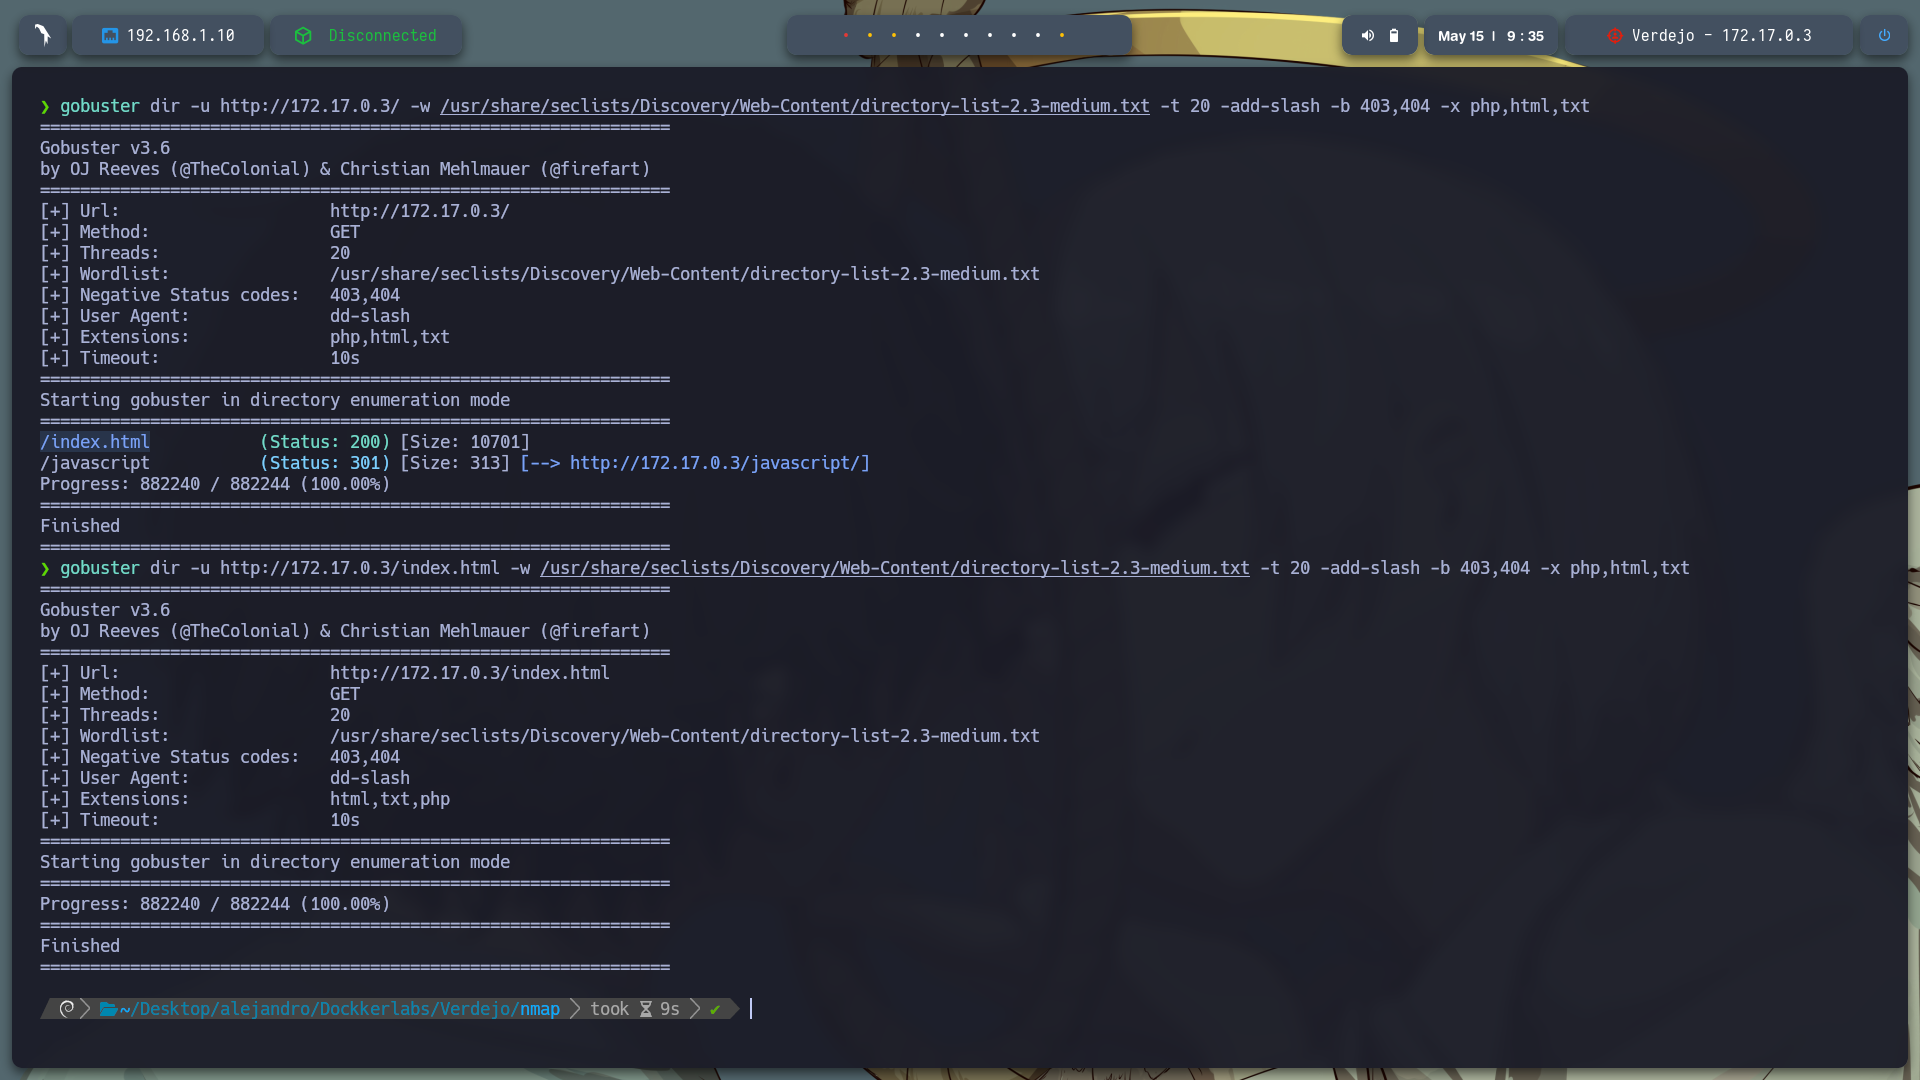 192.168.1.10 Disconnected May 15 | 9 : 35 Verdejo - 172.17.0.3
❯ gobuster dir -u http://172.17.0.3/ -w /usr/share/seclists/Discovery/Web-Content/directory-list-2.3-medium.txt -t 20 -add-slash -b 403,404 -x php,html,txt
===============================================================
Gobuster v3.6
by OJ Reeves (@TheColonial) & Christian Mehlmauer (@firefart)
===============================================================
[+] Url:                     http://172.17.0.3/
[+] Method:                  GET
[+] Threads:                 20
[+] Wordlist:                /usr/share/seclists/Discovery/Web-Content/directory-list-2.3-medium.txt
[+] Negative Status codes:   403,404
[+] User Agent:              dd-slash
[+] Extensions:              php,html,txt
[+] Timeout:                 10s
===============================================================
Starting gobuster in directory enumeration mode
===============================================================
/index.html           (Status: 200) [Size: 10701]
/javascript           (Status: 301) [Size: 313] [--> http://172.17.0.3/javascript/]
Progress: 882240 / 882244 (100.00%)
===============================================================
Finished
===============================================================
❯ gobuster dir -u http://172.17.0.3/index.html -w /usr/share/seclists/Discovery/Web-Content/directory-list-2.3-medium.txt -t 20 -add-slash -b 403,404 -x php,html,txt
===============================================================
Gobuster v3.6
by OJ Reeves (@TheColonial) & Christian Mehlmauer (@firefart)
===============================================================
[+] Url:                     http://172.17.0.3/index.html
[+] Method:                  GET
[+] Threads:                 20
[+] Wordlist:                /usr/share/seclists/Discovery/Web-Content/directory-list-2.3-medium.txt
[+] Negative Status codes:   403,404
[+] User Agent:              dd-slash
[+] Extensions:              html,txt,php
[+] Timeout:                 10s
===============================================================
Starting gobuster in directory enumeration mode
===============================================================
Progress: 882240 / 882244 (100.00%)
===============================================================
Finished
===============================================================
~/Desktop/alejandro/Dockkerlabs/Verdejo/nmap took 9s ✔